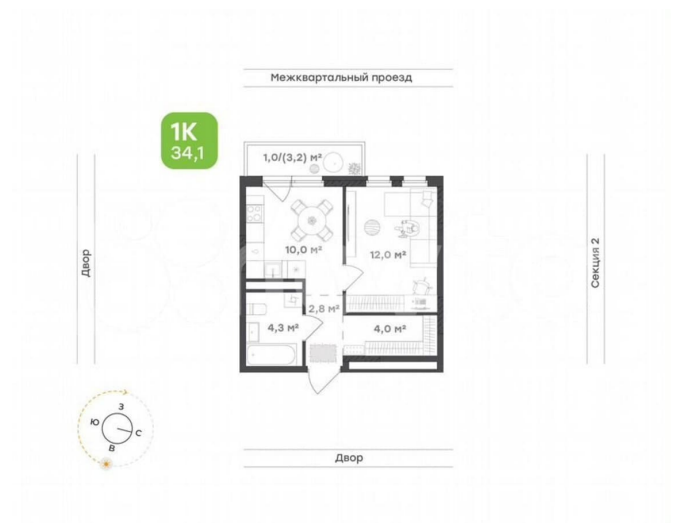 Межквартальный проезд
1К
34,1
1,0/(3,2) м²
10,0 м²
12,0 м²
Двор
Секция 2
2,8 м²
4,3 м²
4,0 м²
З
Ю
С
В
Двор